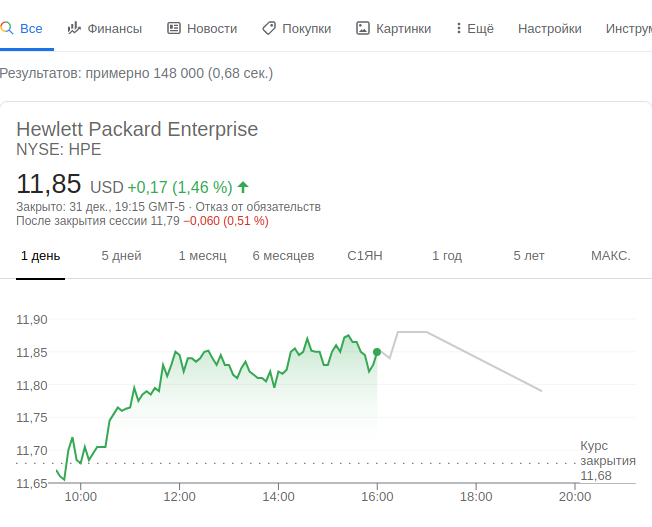 Все Финансы Новости Покупки Картинки Ещё Настройки Инструм
Результатов: примерно 148 000 (0,68 сек.)
Hewlett Packard Enterprise
NYSE: HPE
11,85 USD +0,17 (1,46 %)
Закрыто: 31 дек., 19:15 GMT-5 · Отказ от обязательств
После закрытия сессии 11,79 −0,060 (0,51 %)
1 день 5 дней 1 месяц 6 месяцев С1ЯН 1 год 5 лет МАКС.
11,90
11,85
11,80
11,75
11,70
11,65
Курс
закрытия
11,68
10:00 12:00 14:00 16:00 18:00 20:00